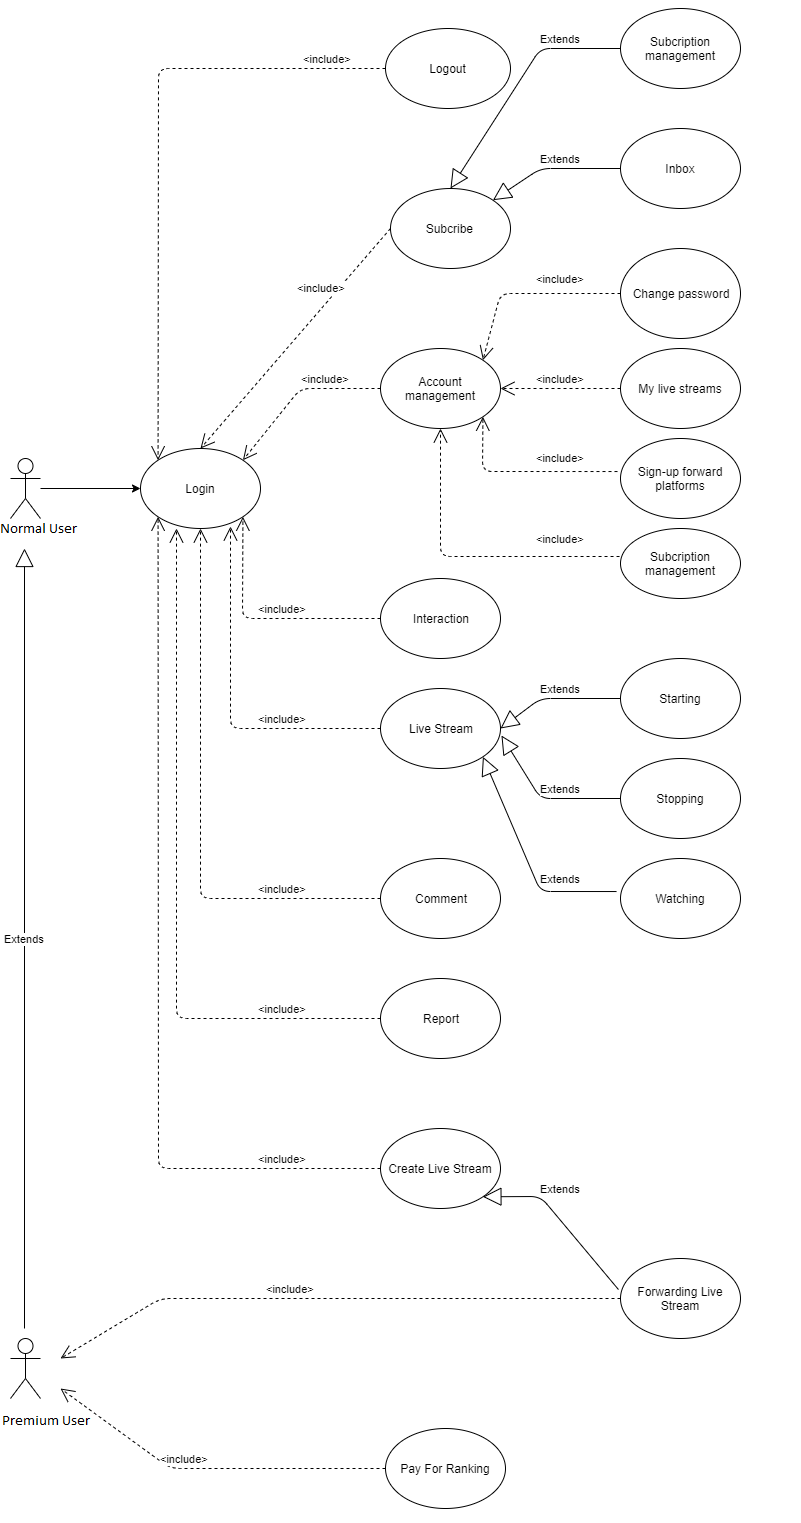 Extends
Subcription
management
<include>
Logout
Extends
Inbox
Subcribe
<include>
<include>
Change password
<include>
Account
management
<include>
My live streams
<include>
Sign-up forward
platforms
Login
Normal User
<include>
Subcription
management
<include>
Interaction
Extends
Starting
<include>
Live Stream
Extends
Stopping
Extends
Watching
<include>
Comment
Extends
<include>
Report
<include>
Create Live Stream
Extends
<include>
Forwarding Live
Stream
Premium User
<include>
Pay For Ranking